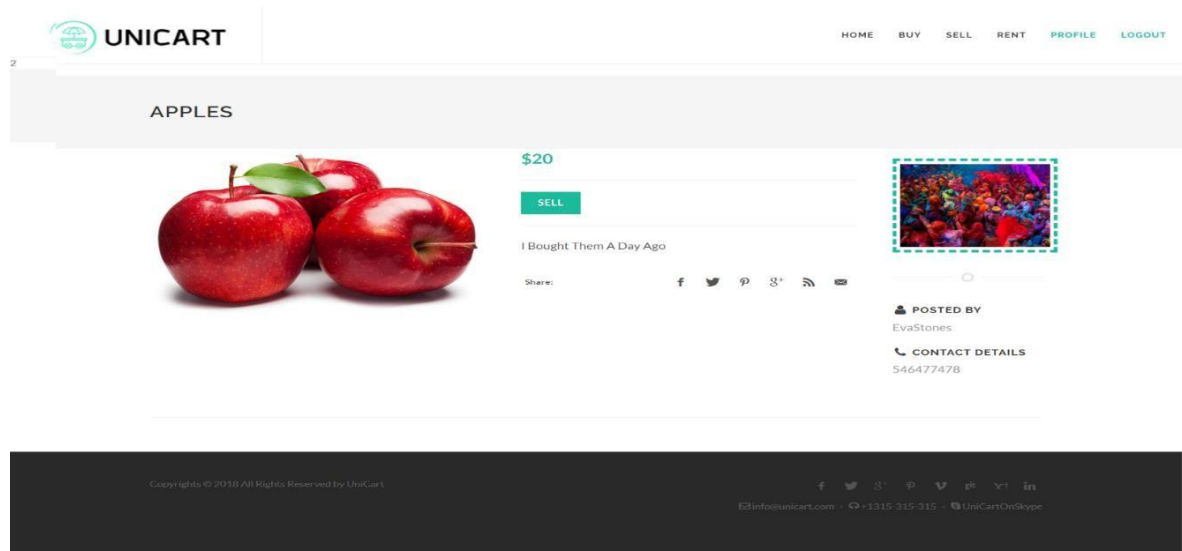 UNICART
HOME BUY SELL RENT PROFILE LOGOUT
2
APPLES
$20
SELL
I Bought Them A Day Ago
Share:
POSTED BY
EvaStones
CONTACT DETAILS
546477478
Copyrights © 2018 All Rights Reserved by UniCart
info@unicart.com - +1315-315-315 - UniCartOnSkype